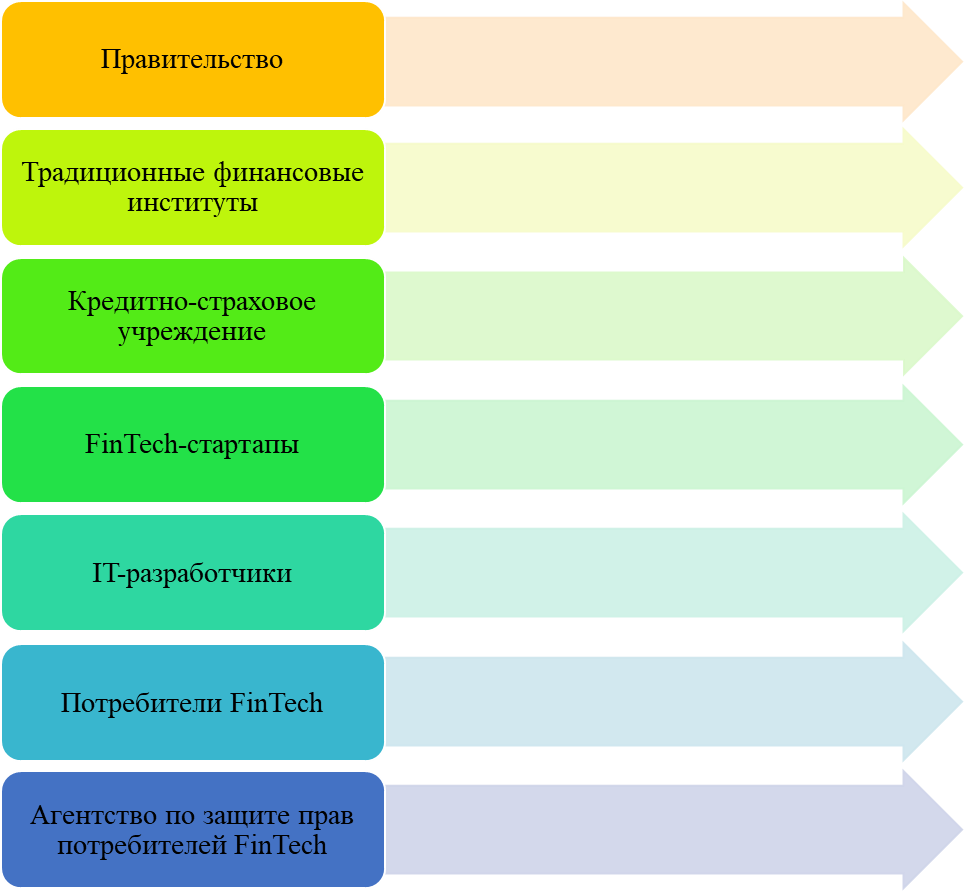 Правительство
Традиционные финансовые
институты
Кредитно-страховое
учреждение
FinTech-стартапы
IT-разработчики
Потребители FinTech
Агентство по защите прав
потребителей FinTech